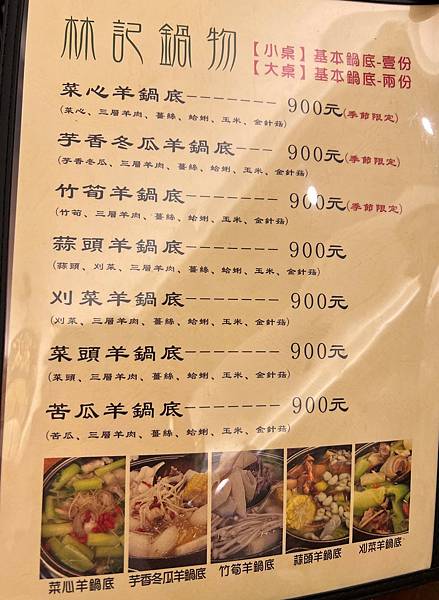 林記鍋物
【小桌】基本鍋底-壹份
【大桌】基本鍋底-兩份
菜心羊鍋底------- 900元(季節限定)
(菜心、三層羊肉、薑絲、蛤蜊、玉米、金針菇)
芋香冬瓜羊鍋底--- 900元(季節限定)
(芋香冬瓜、三層羊肉、薑絲、蛤蜊、玉米、金針菇)
竹筍羊鍋底------- 900元(季節限定)
(竹筍、三層羊肉、薑絲、蛤蜊、玉米、金針菇)
蒜頭羊鍋底------- 900元
(蒜頭、刈菜、三層羊肉、薑絲、蛤蜊、玉米、金針菇)
刈菜羊鍋底------- 900元
(刈菜、三層羊肉、薑絲、蛤蜊、玉米、金針菇)
菜頭羊鍋底------- 900元
(菜頭、三層羊肉、薑絲、蛤蜊、玉米、金針菇)
苦瓜羊鍋底------- 900元
(苦瓜、三層羊肉、薑絲、蛤蜊、玉米、金針菇)
菜心羊鍋底 芋香冬瓜羊鍋底 竹筍羊鍋底 蒜頭羊鍋底 刈菜羊鍋底